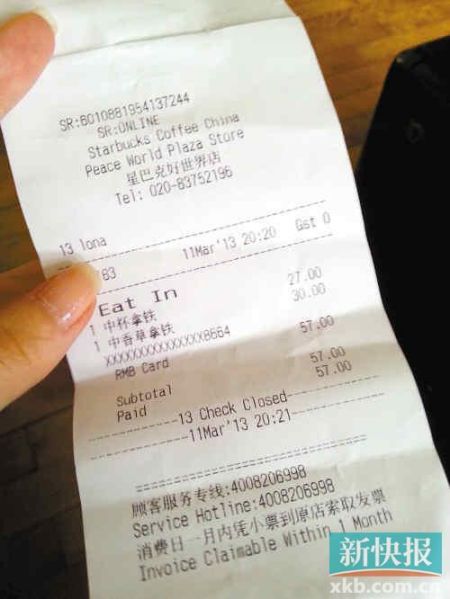 SR:6010881954137244
SR:ONLINE
Starbucks Coffee China
Peace World Plaza Store
星巴克好世界店
Tel: 020-83752196
13 Iona
83 11Mar'13 20:20 Gst 0
Eat In
1 中杯拿铁 27.00
1 中香草拿铁 30.00
XXXXXXXXXXXXXXX8664
RMB Card 57.00
Subtotal 57.00
Paid 57.00
13 Check Closed
11Mar'13 20:21
顾客服务专线:4008206998
Service Hotline:4008206998
消费日一月内凭小票到原店索取发票
Invoice Claimable Within 1 Month
新快报
xkb.com.cn